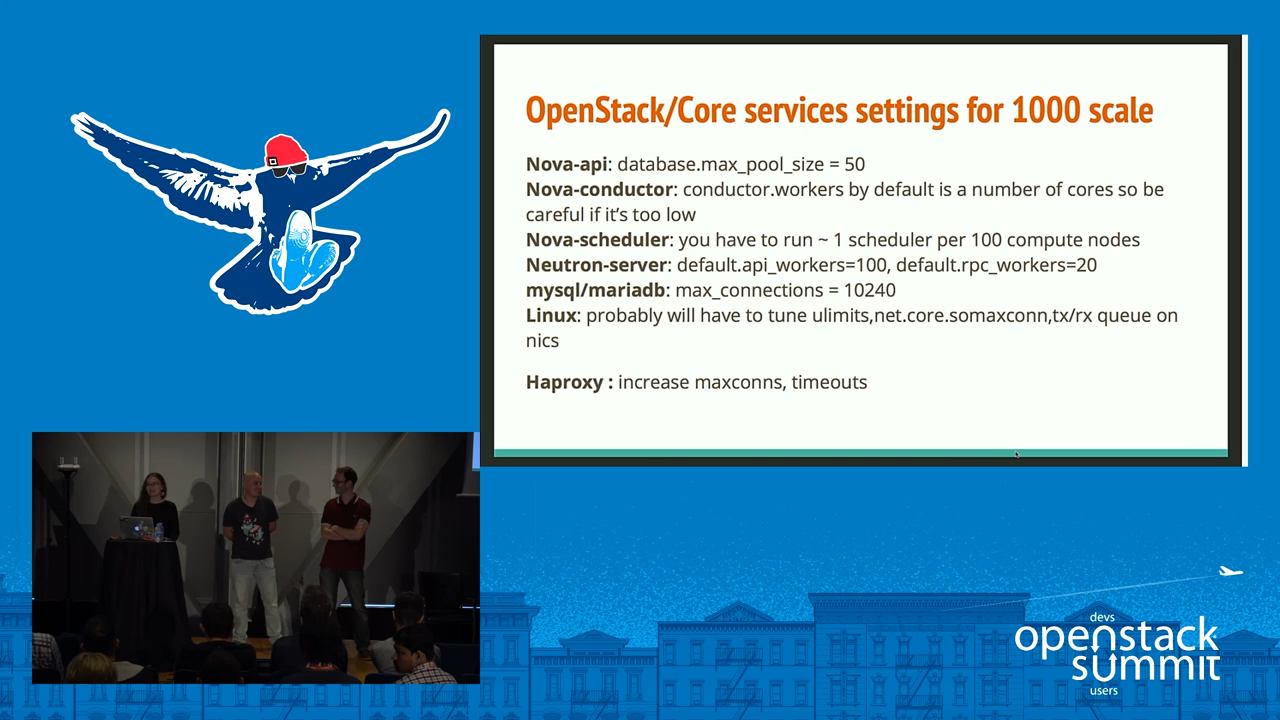 OpenStack/Core services settings for 1000 scale
Nova-api: database.max_pool_size = 50
Nova-conductor: conductor.workers by default is a number of cores so be
careful if it's too low
Nova-scheduler: you have to run ~ 1 scheduler per 100 compute nodes
Neutron-server: default.api_workers=100, default.rpc_workers=20
mysql/mariadb: max_connections = 10240
Linux: probably will have to tune ulimits,net.core.somaxconn,tx/rx queue on
nics
Haproxy : increase maxconns, timeouts
devs
openstack
summit
users